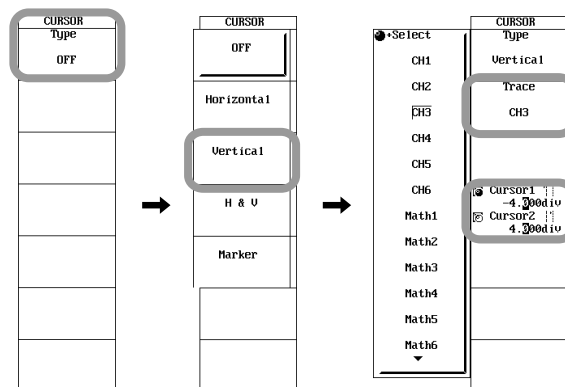 CURSOR
Type
OFF
CURSOR
OFF
Horizontal
Vertical
H & V
Marker
+Select
CH1
CH2
CH3
CH4
CH5
CH6
Math1
Math2
Math3
Math4
Math5
Math6
CURSOR
Type
Vertical
Trace
CH3
Cursor1
-4.000div
Cursor2
4.000div